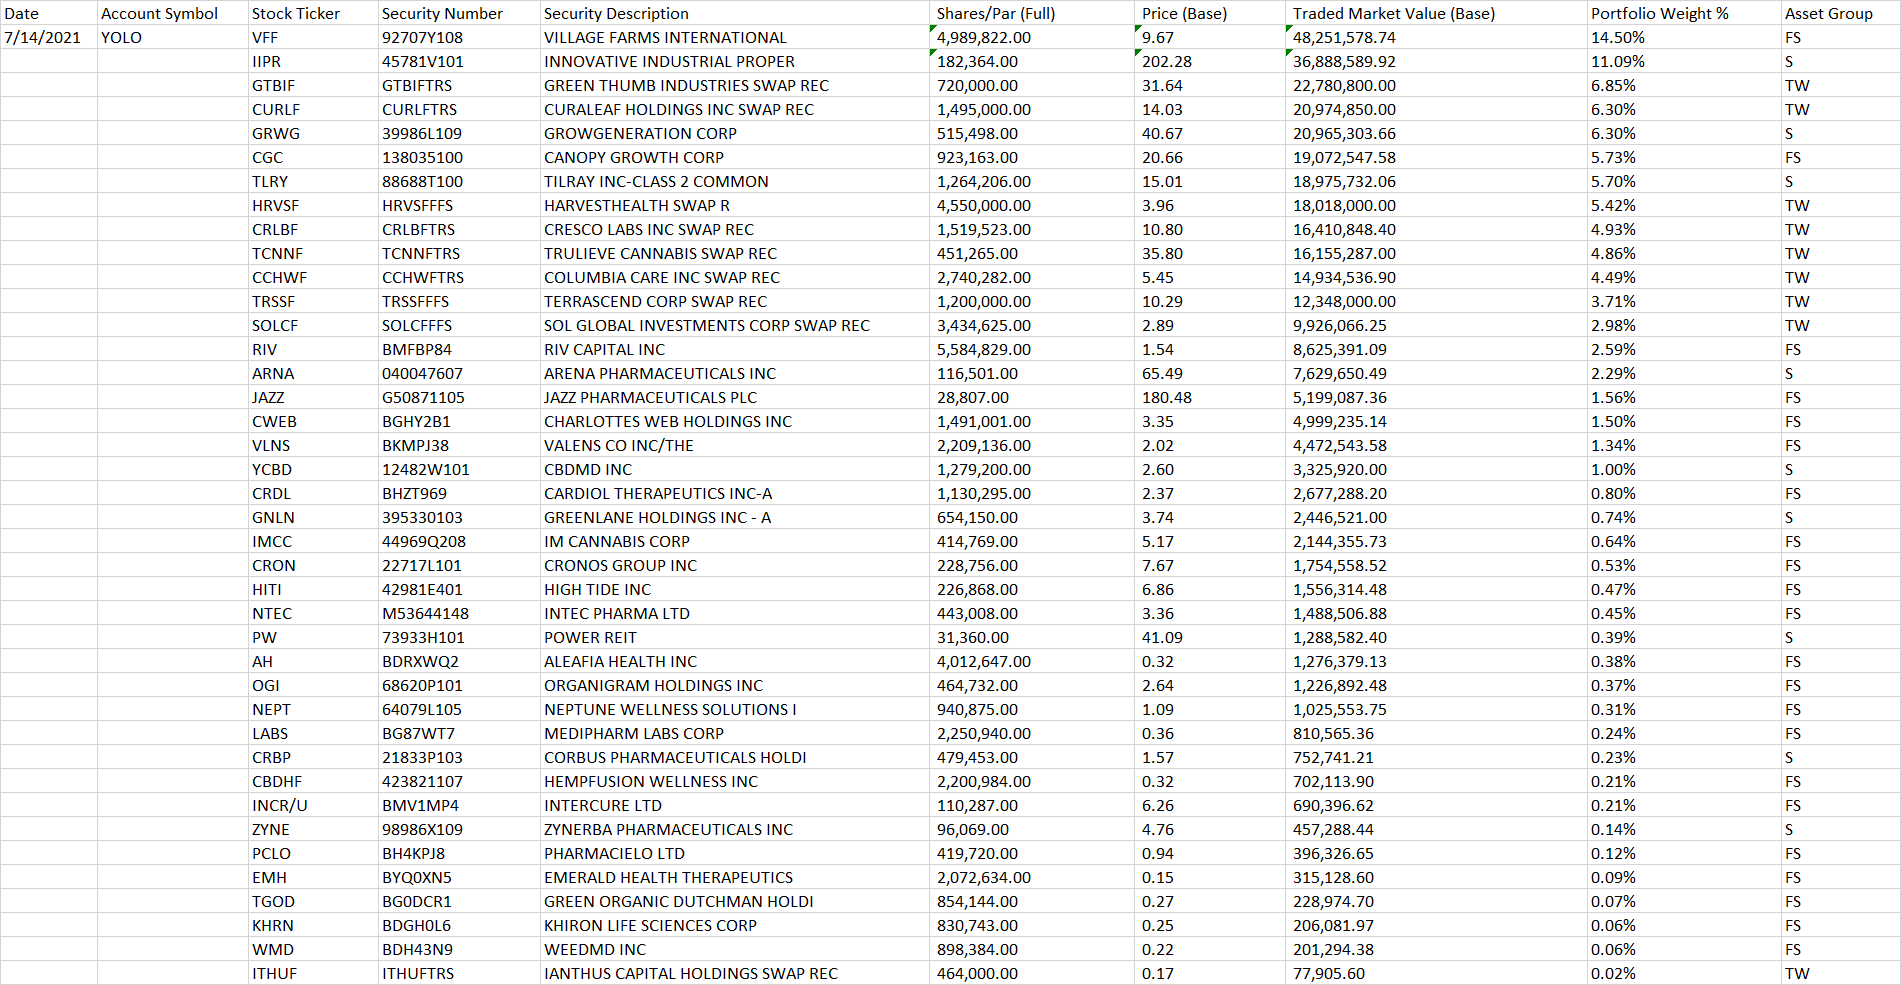 Date Account Symbol Stock Ticker Security Number Security Description Shares/Par (Full) Price (Base) Traded Market Value (Base) Portfolio Weight % Asset Group
7/14/2021 YOLO VFF 92707Y108 VILLAGE FARMS INTERNATIONAL 4,989,822.00 9.67 48,251,578.74 14.50% FS
IIPR 45781V101 INNOVATIVE INDUSTRIAL PROPER 182,364.00 202.28 36,888,589.92 11.09% S
GTBIF GTBIFTRS GREEN THUMB INDUSTRIES SWAP REC 720,000.00 31.64 22,780,800.00 6.85% TW
CURLF CURLFTRS CURALEAF HOLDINGS INC SWAP REC 1,495,000.00 14.03 20,974,850.00 6.30% TW
GRWG 39986L109 GROWGENERATION CORP 515,498.00 40.67 20,965,303.66 6.30% S
CGC 138035100 CANOPY GROWTH CORP 923,163.00 20.66 19,072,547.58 5.73% FS
TLRY 88688T100 TILRAY INC-CLASS 2 COMMON 1,264,206.00 15.01 18,975,732.06 5.70% S
HRVSF HRVSFFFS HARVESTHEALTH SWAP R 4,550,000.00 3.96 18,018,000.00 5.42% TW
CRLBF CRLBFTRS CRESCO LABS INC SWAP REC 1,519,523.00 10.80 16,410,848.40 4.93% TW
TCNNF TCNNFTRS TRULIEVE CANNABIS SWAP REC 451,265.00 35.80 16,155,287.00 4.86% TW
CCHWF CCHWFTRS COLUMBIA CARE INC SWAP REC 2,740,282.00 5.45 14,934,536.90 4.49% TW
TRSSF TRSSFFFS TERRASCEND CORP SWAP REC 1,200,000.00 10.29 12,348,000.00 3.71% TW
SOLCF SOLCFFFS SOL GLOBAL INVESTMENTS CORP SWAP REC 3,434,625.00 2.89 9,926,066.25 2.98% TW
RIV BMFBP84 RIV CAPITAL INC 5,584,829.00 1.54 8,625,391.09 2.59% FS
ARNA 040047607 ARENA PHARMACEUTICALS INC 116,501.00 65.49 7,629,650.49 2.29% S
JAZZ G50871105 JAZZ PHARMACEUTICALS PLC 28,807.00 180.48 5,199,087.36 1.56% FS
CWEB BGHY2B1 CHARLOTTES WEB HOLDINGS INC 1,491,001.00 3.35 4,999,235.14 1.50% FS
VLNS BKMPJ38 VALENS CO INC/THE 2,209,136.00 2.02 4,472,543.58 1.34% FS
YCBD 12482W101 CBDMD INC 1,279,200.00 2.60 3,325,920.00 1.00% S
CRDL BHZT969 CARDIOL THERAPEUTICS INC-A 1,130,295.00 2.37 2,677,288.20 0.80% FS
GNLN 395330103 GREENLANE HOLDINGS INC - A 654,150.00 3.74 2,446,521.00 0.74% S
IMCC 44969Q208 IM CANNABIS CORP 414,769.00 5.17 2,144,355.73 0.64% FS
CRON 22717L101 CRONOS GROUP INC 228,756.00 7.67 1,754,558.52 0.53% FS
HITI 42981E401 HIGH TIDE INC 226,868.00 6.86 1,556,314.48 0.47% FS
NTEC M53644148 INTEC PHARMA LTD 443,008.00 3.36 1,488,506.88 0.45% FS
PW 73933H101 POWER REIT 31,360.00 41.09 1,288,582.40 0.39% S
AH BDRXWQ2 ALEAFIA HEALTH INC 4,012,647.00 0.32 1,276,379.13 0.38% FS
OGI 68620P101 ORGANIGRAM HOLDINGS INC 464,732.00 2.64 1,226,892.48 0.37% FS
NEPT 64079L105 NEPTUNE WELLNESS SOLUTIONS I 940,875.00 1.09 1,025,553.75 0.31% FS
LABS BG87WT7 MEDIPHARM LABS CORP 2,250,940.00 0.36 810,565.36 0.24% FS
CRBP 21833P103 CORBUS PHARMACEUTICALS HOLDI 479,453.00 1.57 752,741.21 0.23% S
CBDHF 423821107 HEMPFUSION WELLNESS INC 2,200,984.00 0.32 702,113.90 0.21% FS
INCR/U BMV1MP4 INTERCURE LTD 110,287.00 6.26 690,396.62 0.21% FS
ZYNE 98986X109 ZYNERBA PHARMACEUTICALS INC 96,069.00 4.76 457,288.44 0.14% S
PCLO BH4KPJ8 PHARMACIELO LTD 419,720.00 0.94 396,326.65 0.12% FS
EMH BYQ0XN5 EMERALD HEALTH THERAPEUTICS 2,072,634.00 0.15 315,128.60 0.09% FS
TGOD BG0DCR1 GREEN ORGANIC DUTCHMAN HOLDI 854,144.00 0.27 228,974.70 0.07% FS
KHRN BDGH0L6 KHIRON LIFE SCIENCES CORP 830,743.00 0.25 206,081.97 0.06% FS
WMD BDH43N9 WEEDMD INC 898,384.00 0.22 201,294.38 0.06% FS
ITHUF ITHUFTRS IANTHUS CAPITAL HOLDINGS SWAP REC 464,000.00 0.17 77,905.60 0.02% TW